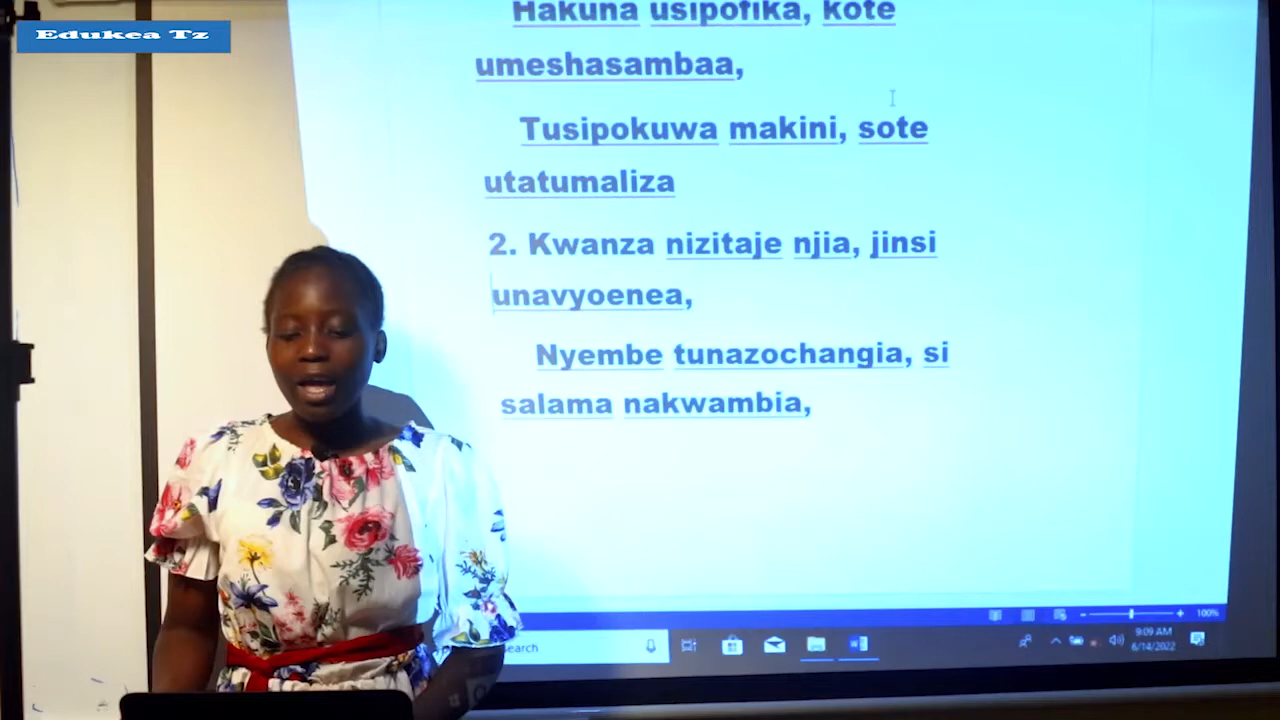 Edukea Tz
Hakuna usipofika, kote
umeshasambaa,
Tusipokuwa makini, sote
utatumaliza
2. Kwanza nizitaje njia, jinsi
unavyoenea,
Nyembe tunazochangia, si
salama nakwambia,
100%
search
9:09 AM
6/14/2022